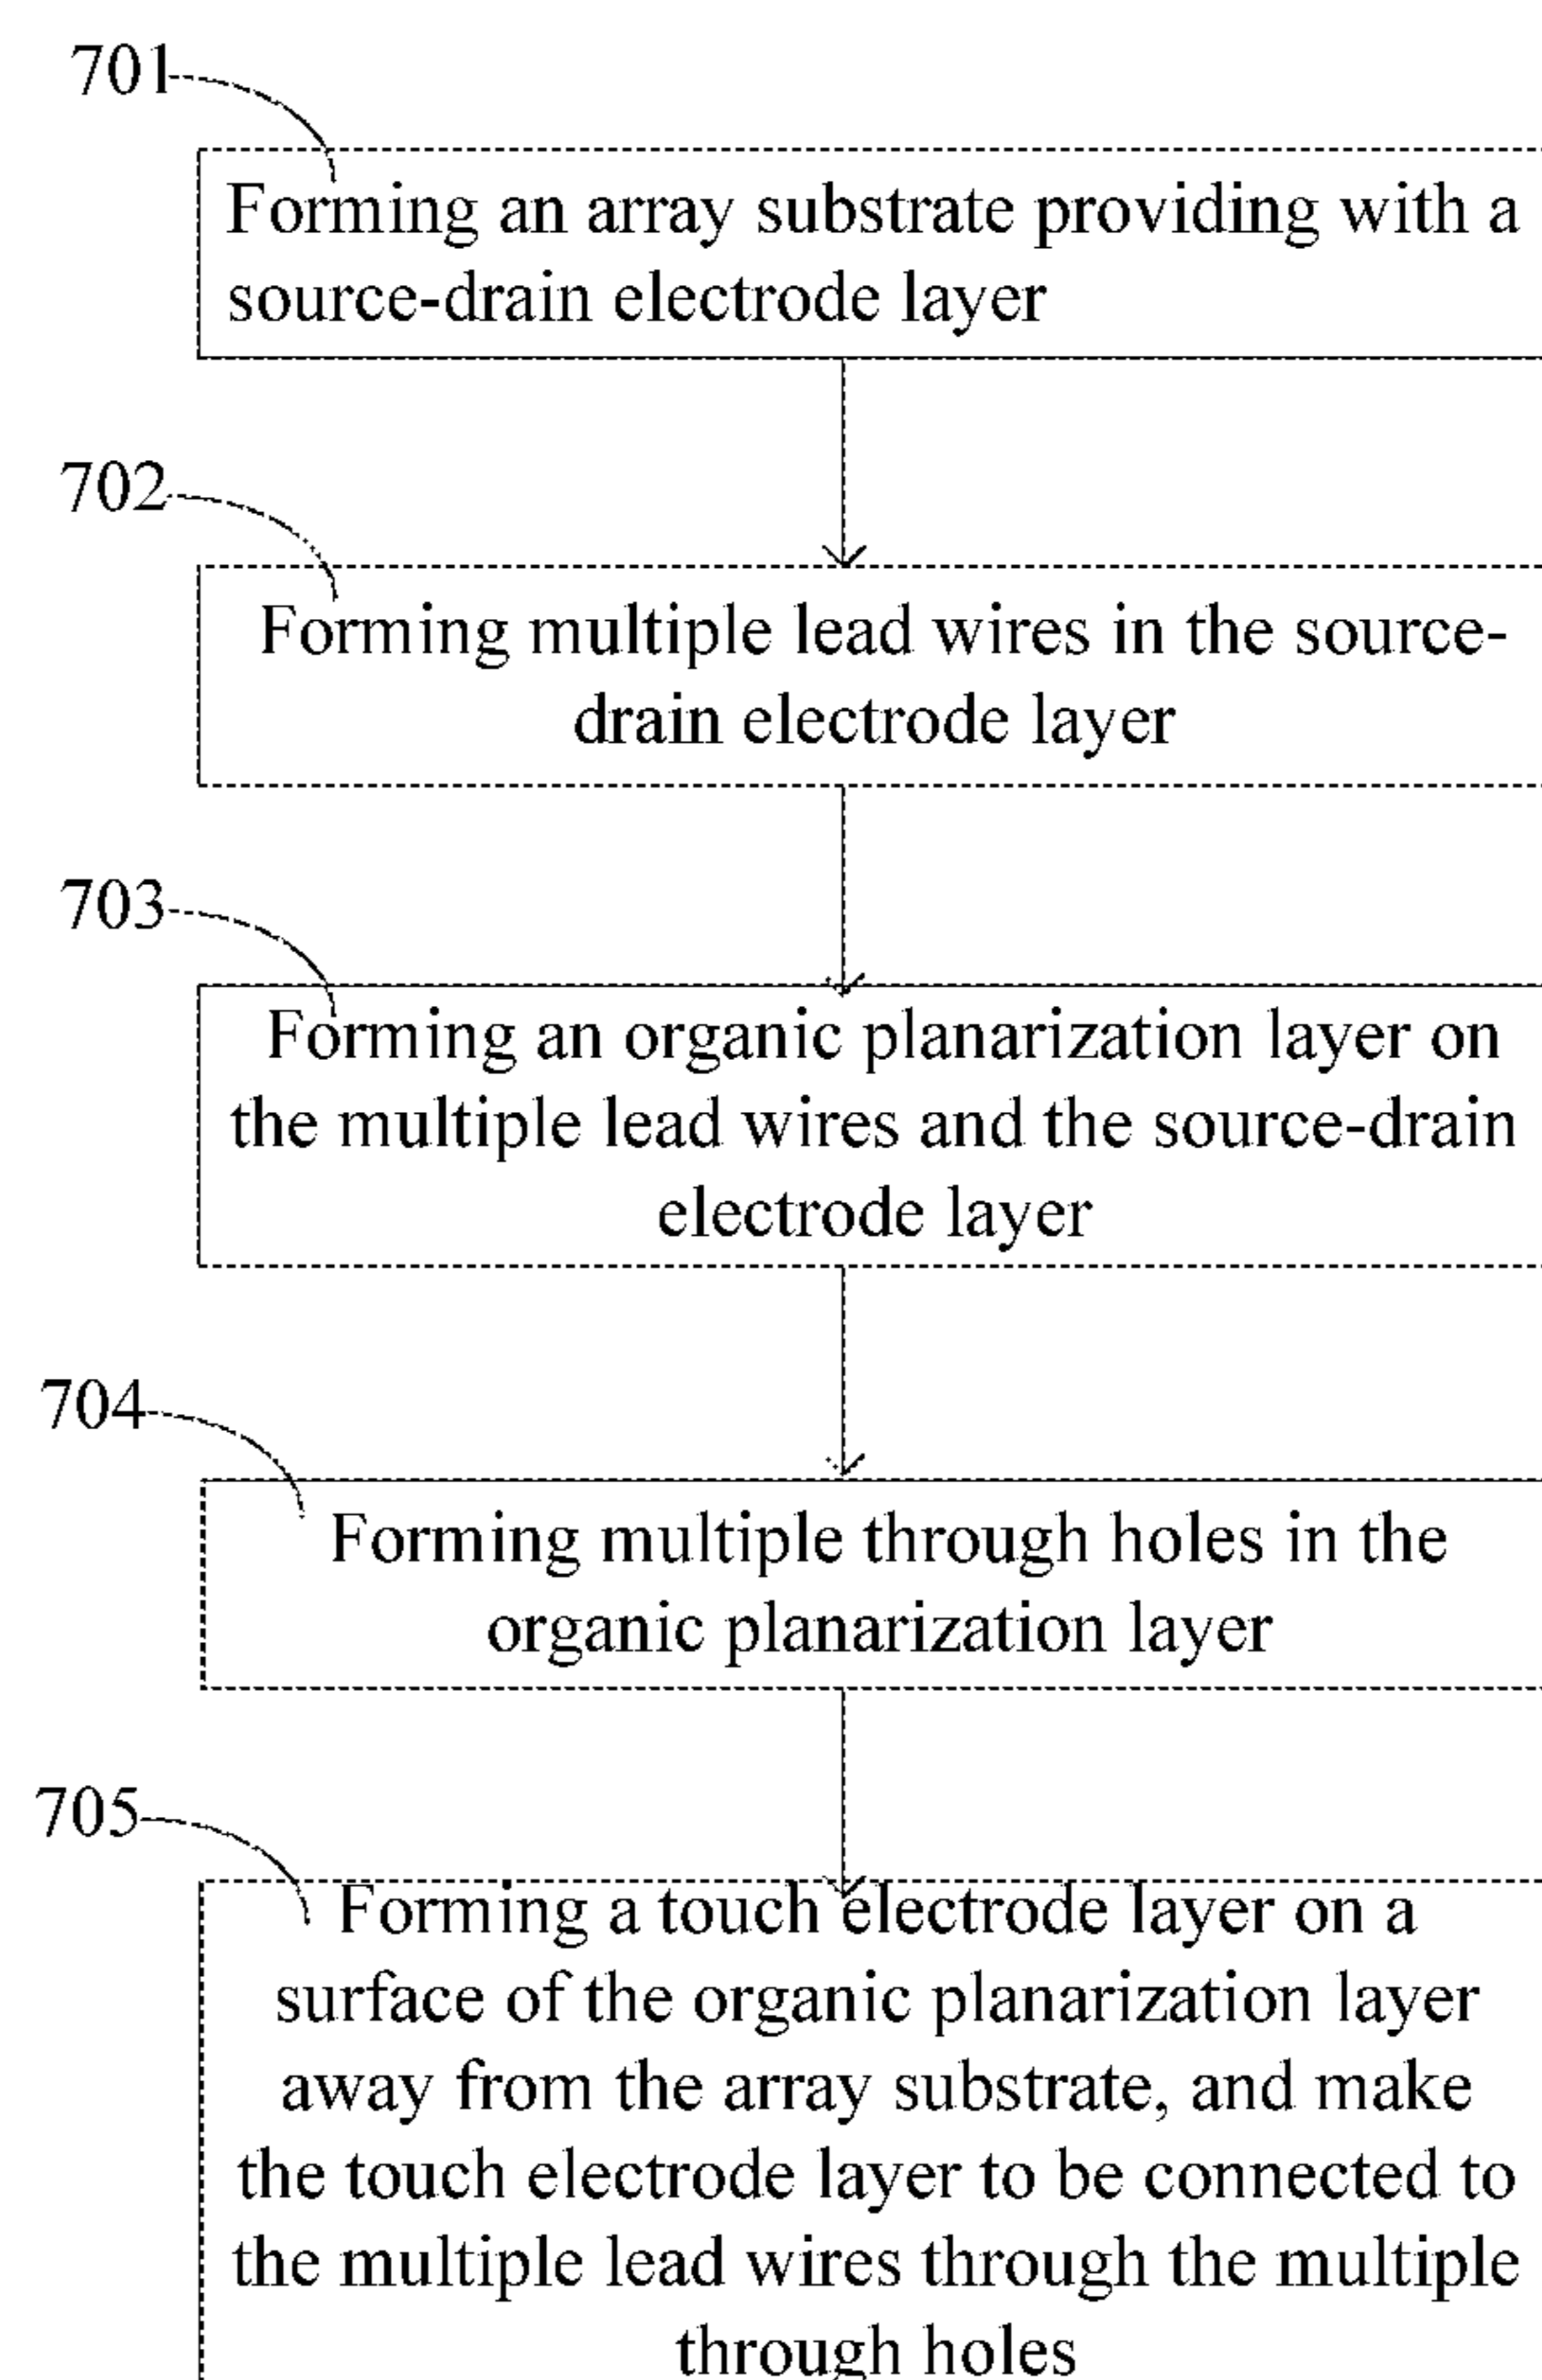 701
Forming an array substrate providing with a
source-drain electrode layer
702
Forming multiple lead wires in the source-
drain electrode layer
703
Forming an organic planarization layer on
the multiple lead wires and the source-drain
electrode layer
704
Forming multiple through holes in the
organic planarization layer
705
Forming a touch electrode layer on a
surface of the organic planarization layer
away from the array substrate, and make
the touch electrode layer to be connected to
the multiple lead wires through the multiple
through holes